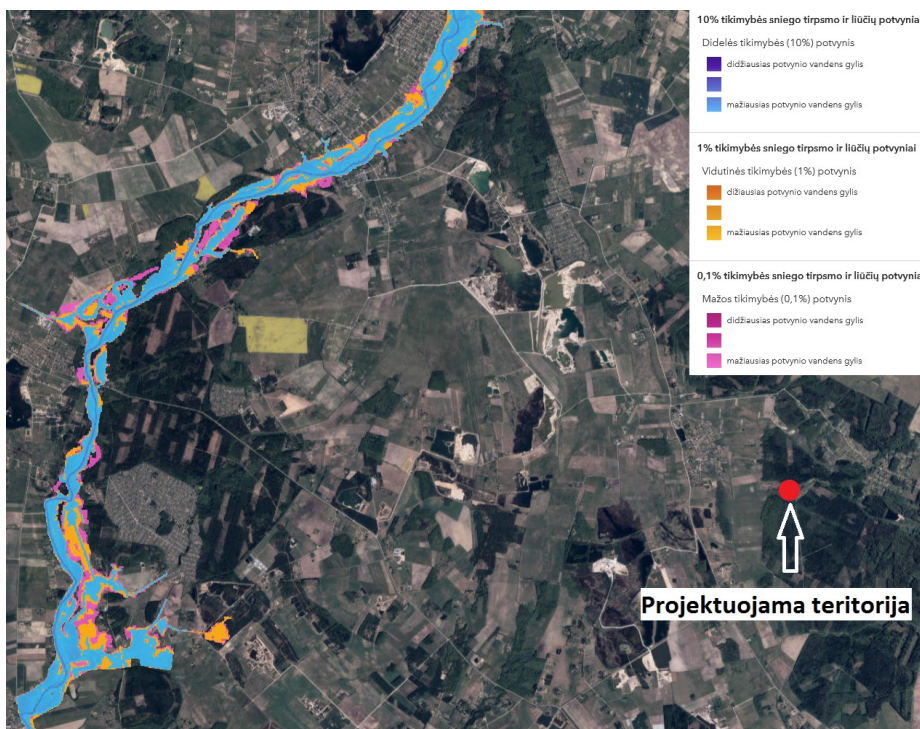 10% tikimybės sniego tirpsmo ir liūčių potvynia
Didelės tikimybės (10%) potvynis
didžiausias potvynio vandens gylis
mažiausias potvynio vandens gylis
1% tikimybės sniego tirpsmo ir liūčių potvyniai
Vidutinės tikimybės (1%) potvynis
džiausias potvynio vandens gylis
mažiausias potvynio vandens gylis
0,1% tikimybės sniego tirpsmo ir liūčių potvynia
Mažos tikimybės (0,1%) potvynis
didžiausias potvynio vandens gylis
mažiausias potvynio vandens gylis
Projektuojama teritorija